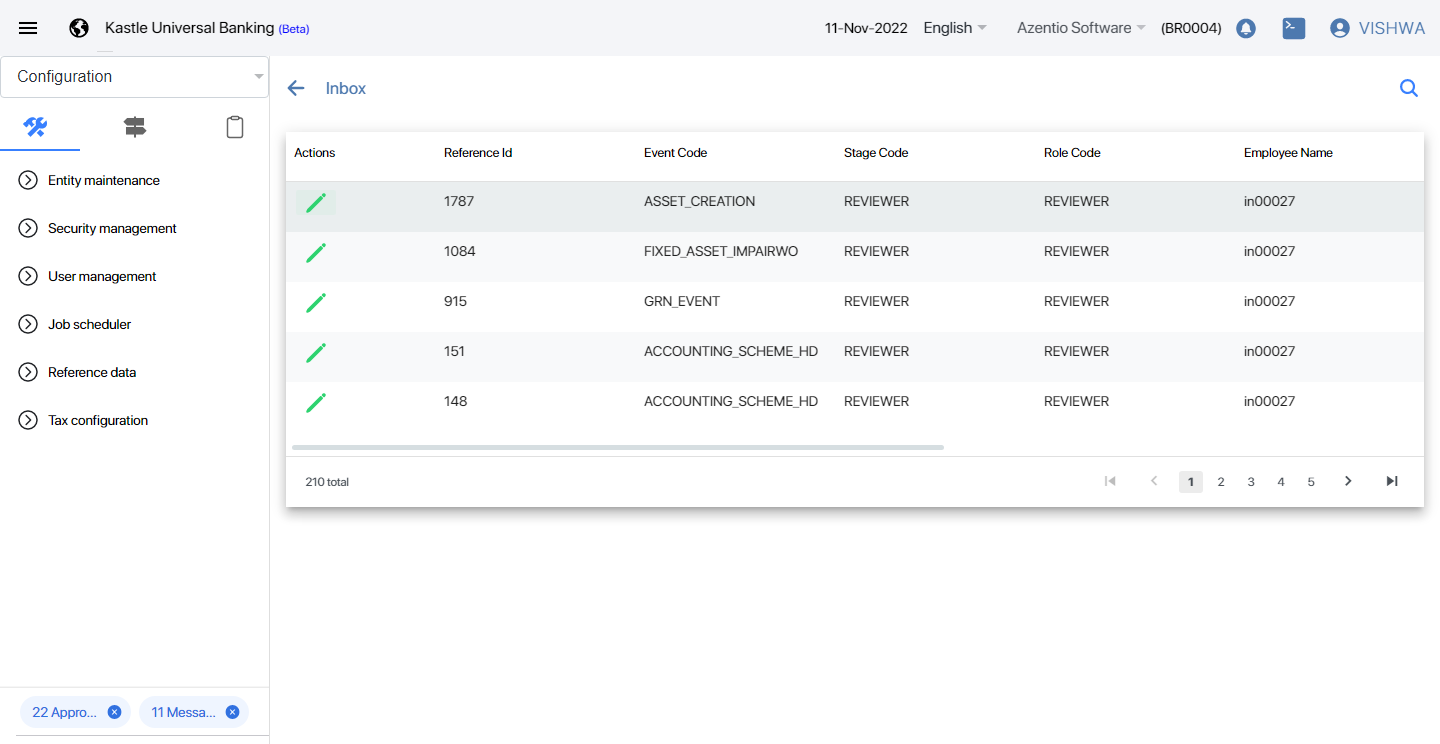 Kastle Universal Banking (Beta) 11-Nov-2022 English Azentio Software (BR0004) VISHWA
Configuration
Inbox
Entity maintenance
Security management
User management
Job scheduler
Reference data
Tax configuration
22 Appro... 11 Messa...
Actions Reference Id Event Code Stage Code Role Code Employee Name
1787 ASSET_CREATION REVIEWER REVIEWER in00027
1084 FIXED_ASSET_IMPAIRWO REVIEWER REVIEWER in00027
915 GRN_EVENT REVIEWER REVIEWER in00027
151 ACCOUNTING_SCHEME_HD REVIEWER REVIEWER in00027
148 ACCOUNTING_SCHEME_HD REVIEWER REVIEWER in00027
210 total 1 2 3 4 5